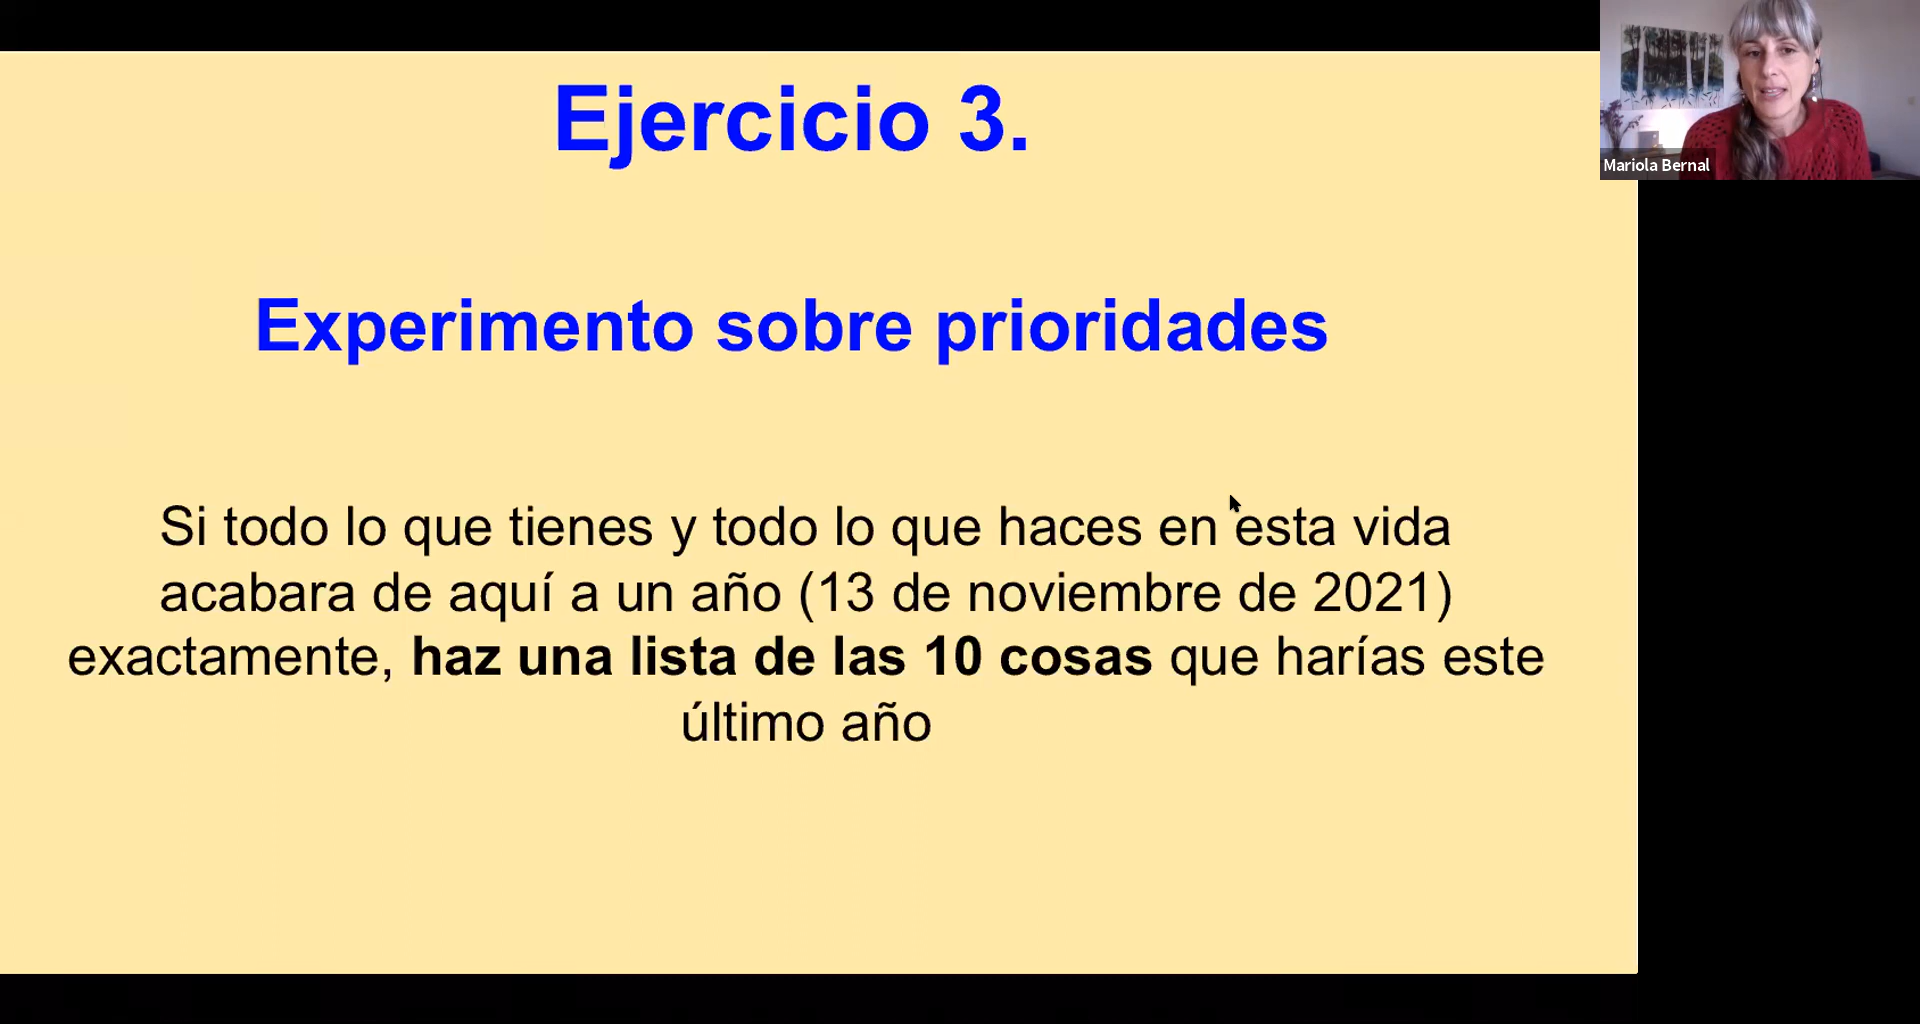 Ejercicio 3.
Experimento sobre prioridades
Si todo lo que tienes y todo lo que haces en esta vida
acabara de aquí a un año (13 de noviembre de 2021)
exactamente, haz una lista de las 10 cosas que harías este
último año
Mariola Bernal